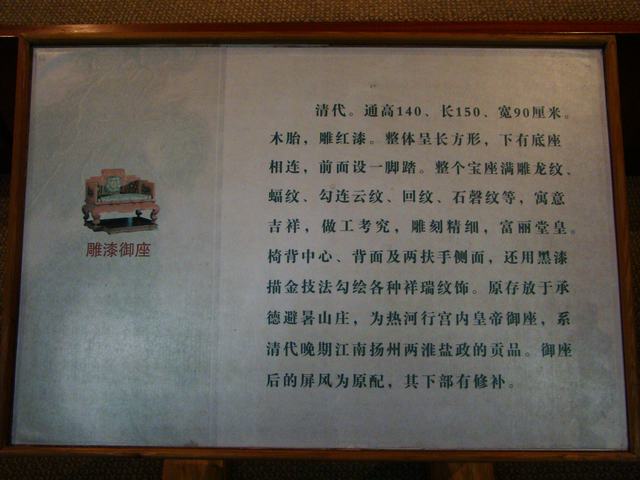 雕漆御座
清代。通高140、长150、宽90厘米。
木胎，雕红漆。整体呈长方形，下有底座
相连，前面设一脚踏。整个宝座满雕龙纹、
蝠纹、勾连云纹、回纹、石磬纹等，寓意
吉祥，做工考究，雕刻精细，富丽堂皇。
椅背中心、背面及两扶手侧面，还用黑漆
描金技法勾绘各种祥瑞纹饰。原存放于承
德避暑山庄，为热河行宫内皇帝御座，系
清代晚期江南扬州两淮盐政的贡品。御座
后的屏风为原配，其下部有修补。